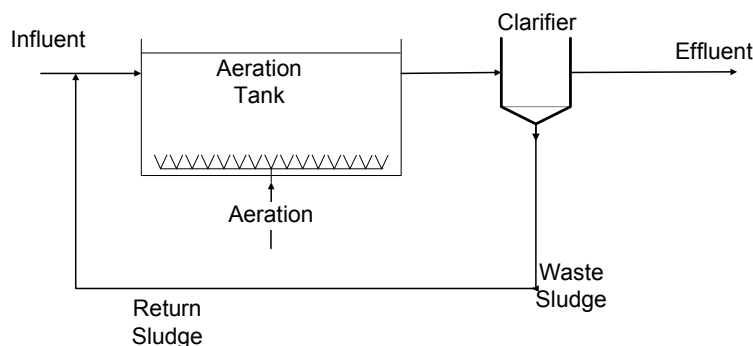 Clarifier
Influent
Effluent
Aeration
Tank
Aeration
Waste
Sludge
Return
Sludge